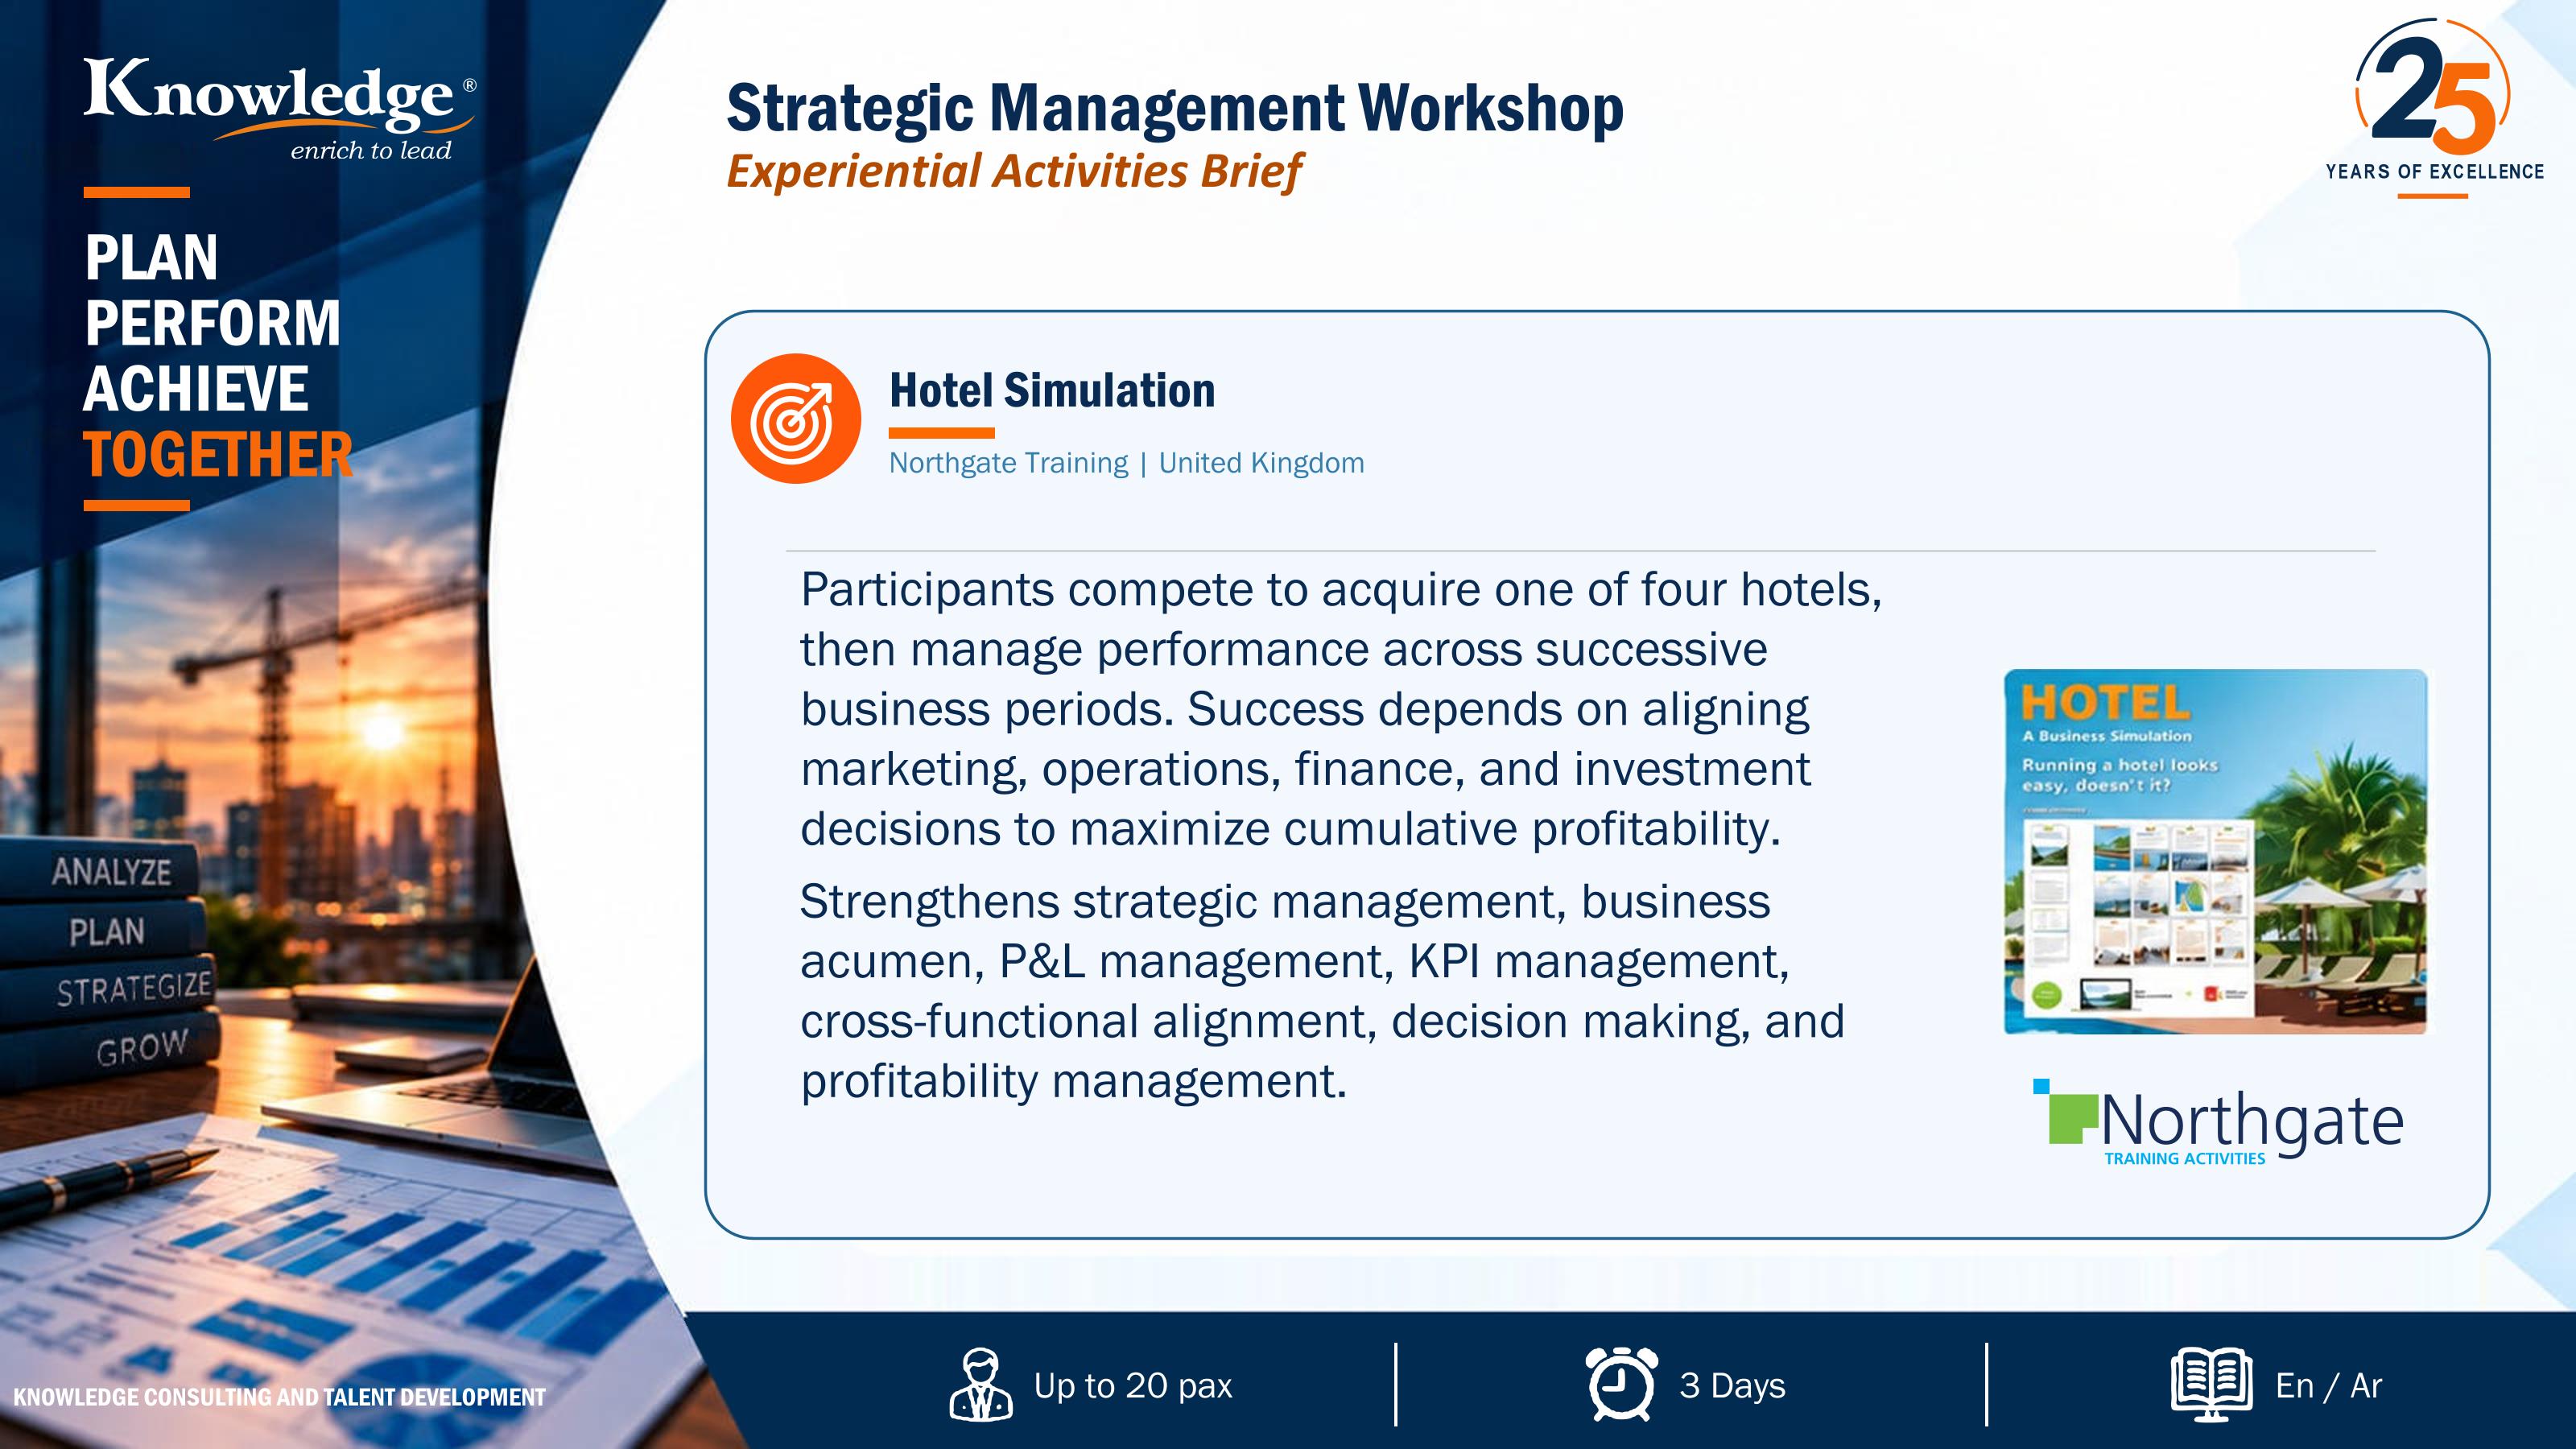 Knowledge®
enrich to lead
PLAN
PERFORM
ACHIEVE
TOGETHER
ANALYZE
PLAN
STRATEGIZE
GROW
KNOWLEDGE CONSULTING AND TALENT DEVELOPMENT
Strategic Management Workshop
Experiential Activities Brief
25
YEARS OF EXCELLENCE
Hotel Simulation
Northgate Training | United Kingdom
Participants compete to acquire one of four hotels,
then manage performance across successive
business periods. Success depends on aligning
marketing, operations, finance, and investment
decisions to maximize cumulative profitability.
Strengthens strategic management, business
acumen, P&L management, KPI management,
cross-functional alignment, decision making, and
profitability management.
HOTEL
A Business Simulation
Running a hotel looks
easy, doesn't it?
Northgate
TRAINING ACTIVITIES
Up to 20 pax
3 Days
En / Ar